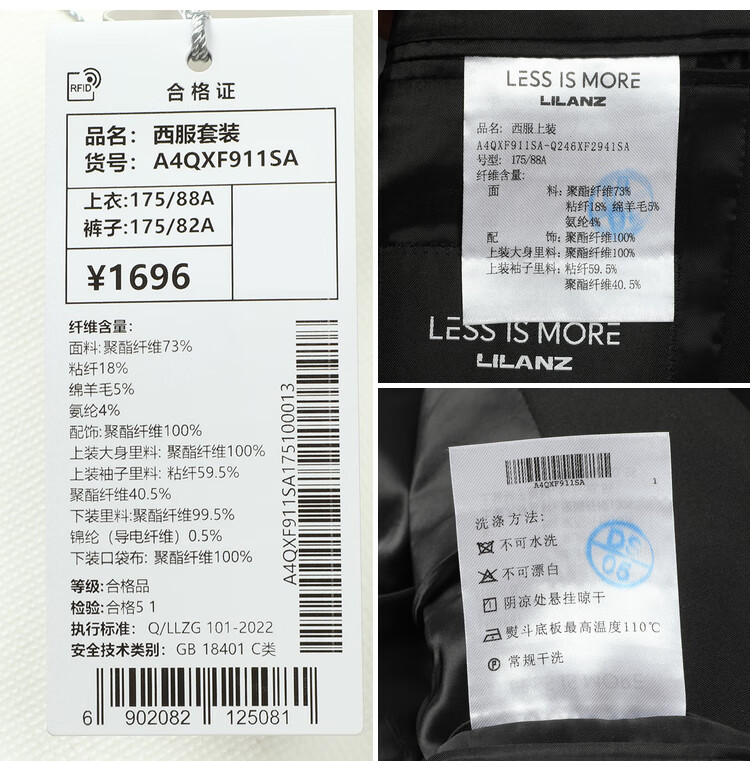 RFID
合格证
品名： 西服套装
货号： A4QXF911SA
上衣:175/88A
裤子:175/82A
¥1696
纤维含量：
面料:聚酯纤维73%
粘纤18%
绵羊毛5%
氨纶4%
配饰:聚酯纤维100%
上装大身里料: 聚酯纤维100%
上装袖子里料: 粘纤59.5%
聚酯纤维40.5%
下装里料:聚酯纤维99.5%
锦纶（导电纤维）0.5%
下装口袋布: 聚酯纤维100%
等级:合格品
检验:合格5 1
执行标准: Q/LLZG 101-2022
安全技术类别: GB 18401 C类
A4QXF911SA175100013
6 902082 125081
LESS IS MORE
LILANZ
品名: 西服上装
A4QXF911SA-Q246XF2941SA
号型:175/88A
纤维含量:
面 料: 聚酯纤维73%
粘纤18% 绵羊毛5%
氨纶4%
配 饰: 聚酯纤维100%
上装大身里料: 聚酯纤维100%
上装袖子里料: 粘纤59.5%
聚酯纤维40.5%
LESS IS MORE
LILANZ
A4QXF911SA
1
洗涤方法:
DS
06
不可水洗
不可漂白
阴凉处悬挂晾干
熨斗底板最高温度110℃
P 常规干洗